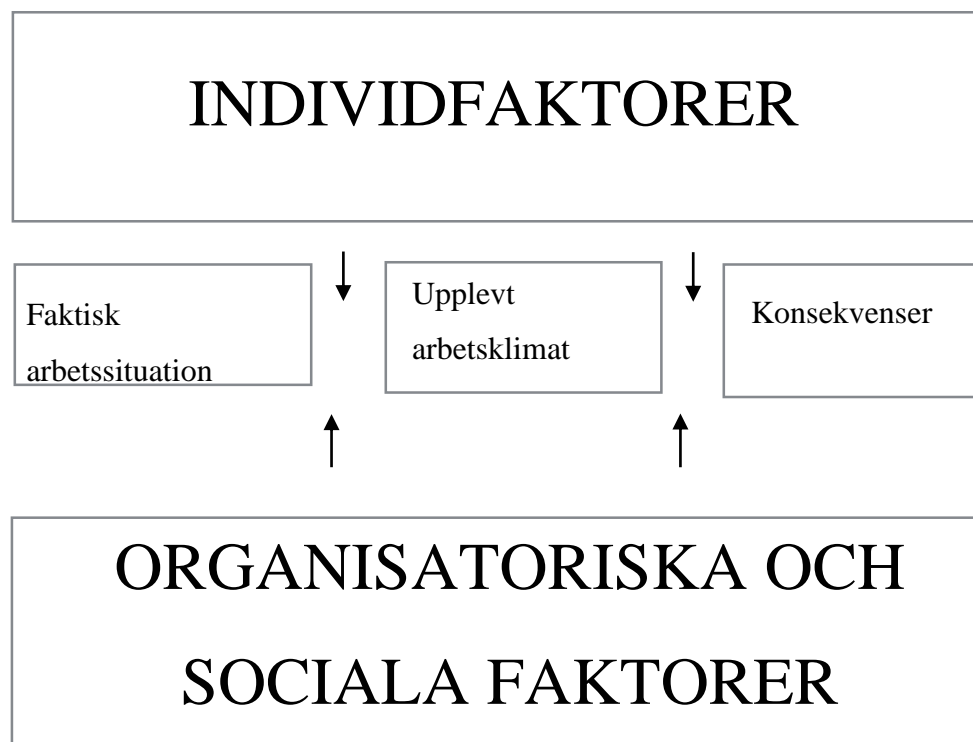 INDIVIDFAKTORER
Faktisk
arbetssituation
Upplevt
arbetsklimat
Konsekvenser
ORGANISATORISKA OCH
SOCIALA FAKTORER